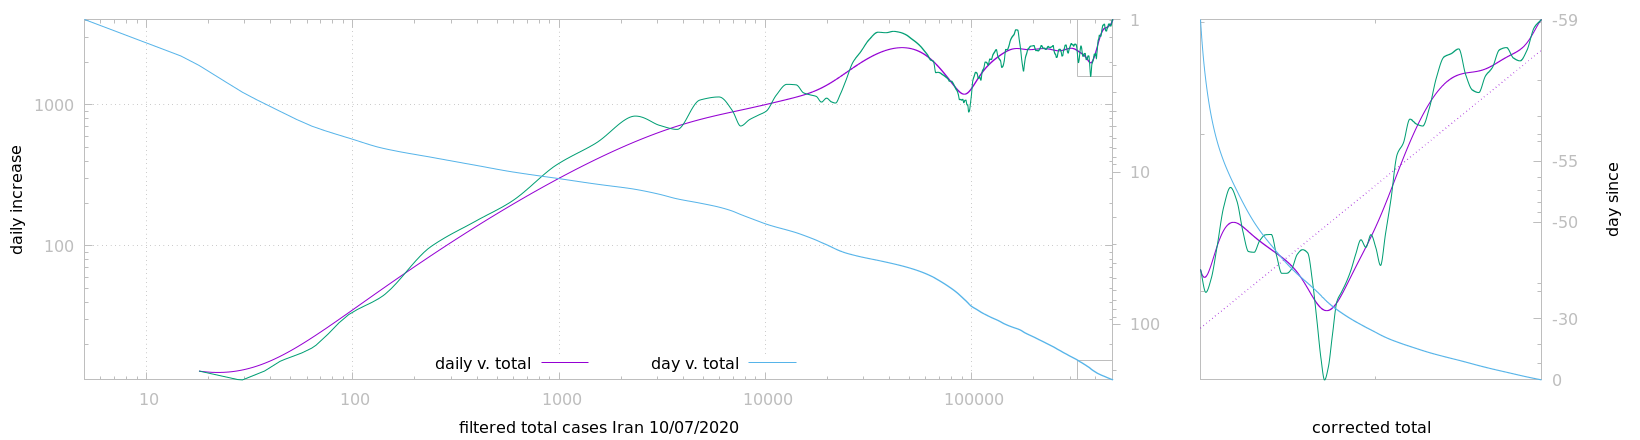 daily increase
1000
100
10
100
1000
10000
100000
filtered total cases Iran 10/07/2020
daily v. total
day v. total
1
10
100
corrected total
-59
-55
-50
-30
0
day since